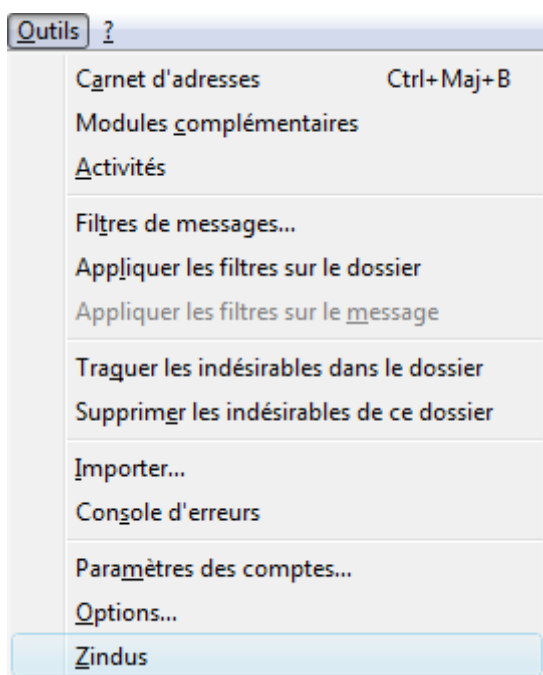 Outils ?
Carnet d'adresses Ctrl+Maj+B
Modules complémentaires
Activités
Filtres de messages...
Appliquer les filtres sur le dossier
Appliquer les filtres sur le message
Traquer les indésirables dans le dossier
Supprimer les indésirables de ce dossier
Importer...
Console d'erreurs
Paramètres des comptes...
Options...
Zindus